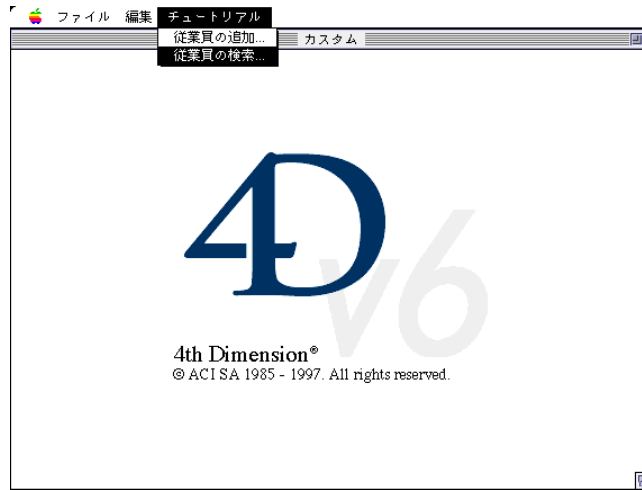 ファイル 編集 チュートリアル
従業員の追加...
従業員の検索...
カスタム
4D
v6
4th Dimension®
© ACI SA 1985 - 1997. All rights reserved.